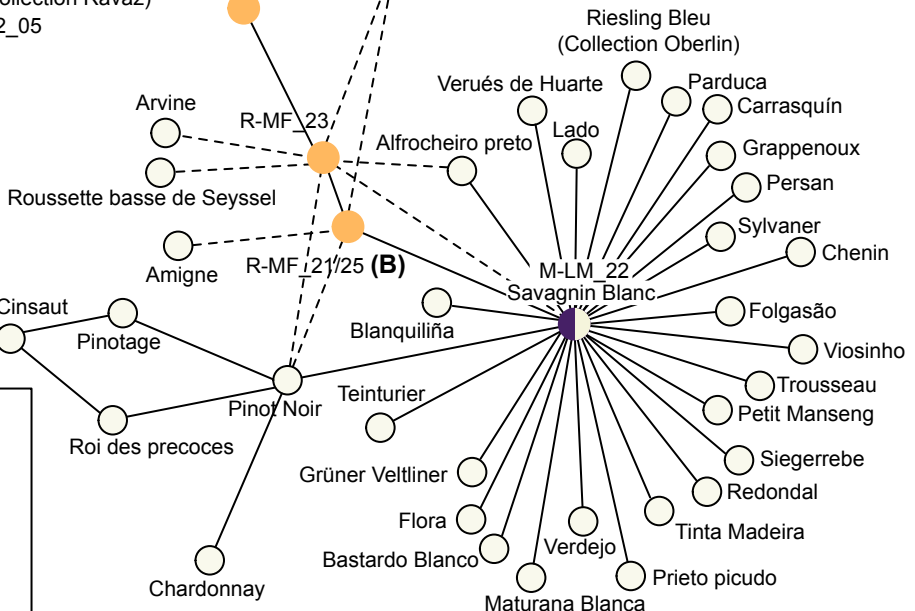 2_05
Riesling Bleu
(Collection Oberlin)
Verués de Huarte
Parduca
Carrasquín
Arvine
R-MF_23
Alfrocheiro preto
Lado
Grappenoux
Persan
Roussette basse de Seyssel
Sylvaner
Chenin
Amigne
R-MF_21/25 (B)
M-LM_22
Savagnin Blanc
Cinsaut
Pinotage
Blanquiliña
Folgasão
Viosinho
Pinot Noir
Teinturier
Trousseau
Petit Manseng
Roi des precoces
Grüner Veltliner
Siegerrebe
Redondal
Flora
Tinta Madeira
Bastardo Blanco
Verdejo
Chardonnay
Prieto picudo
Maturana Blanca